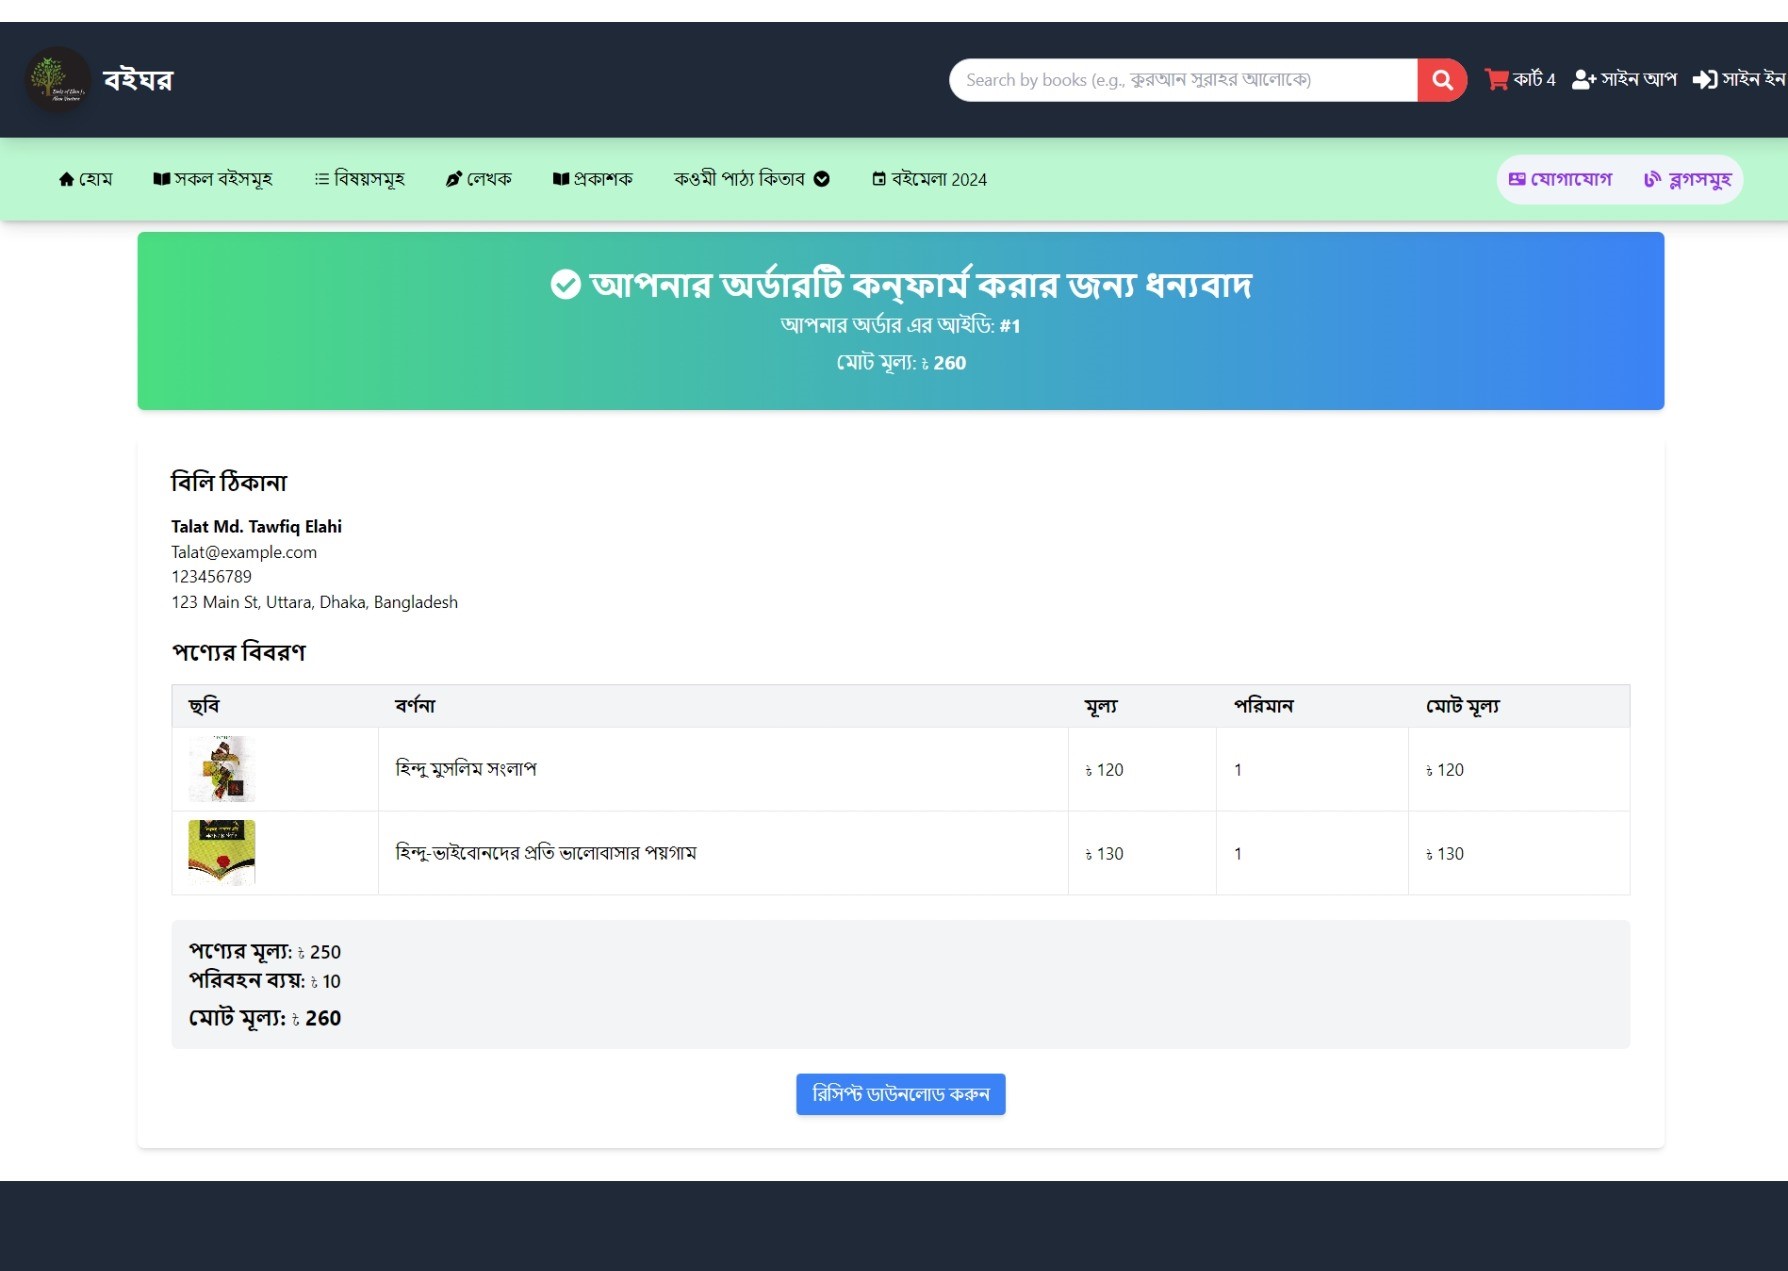 বইঘর
Search by books (e.g., কুরআন সুরাহর আলোকে)
কার্ট 4
সাইন আপ
সাইন ইন
হোম
সকল বইসমূহ
বিষয়সমূহ
লেখক
প্রকাশক
কওমী পাঠ্য কিতাব
বইমেলা 2024
যোগাযোগ
ব্লগসমুহ
আপনার অর্ডারটি কন্ফার্ম করার জন্য ধন্যবাদ
আপনার অর্ডার এর আইডি: #1
মোট মূল্য: ৳ 260
বিলি ঠিকানা
Talat Md. Tawfiq Elahi
Talat@example.com
123456789
123 Main St, Uttara, Dhaka, Bangladesh
পণ্যের বিবরণ
ছবি বর্ণনা মূল্য পরিমান মোট মূল্য
হিন্দু মুসলিম সংলাপ ৳ 120 1 ৳ 120
হিন্দু-ভাইবোনদের প্রতি ভালোবাসার পয়গাম ৳ 130 1 ৳ 130
পণ্যের মূল্য: ৳ 250
পরিবহন ব্যয়: ৳ 10
মোট মূল্য: ৳ 260
রিসিপ্ট ডাউনলোড করুন